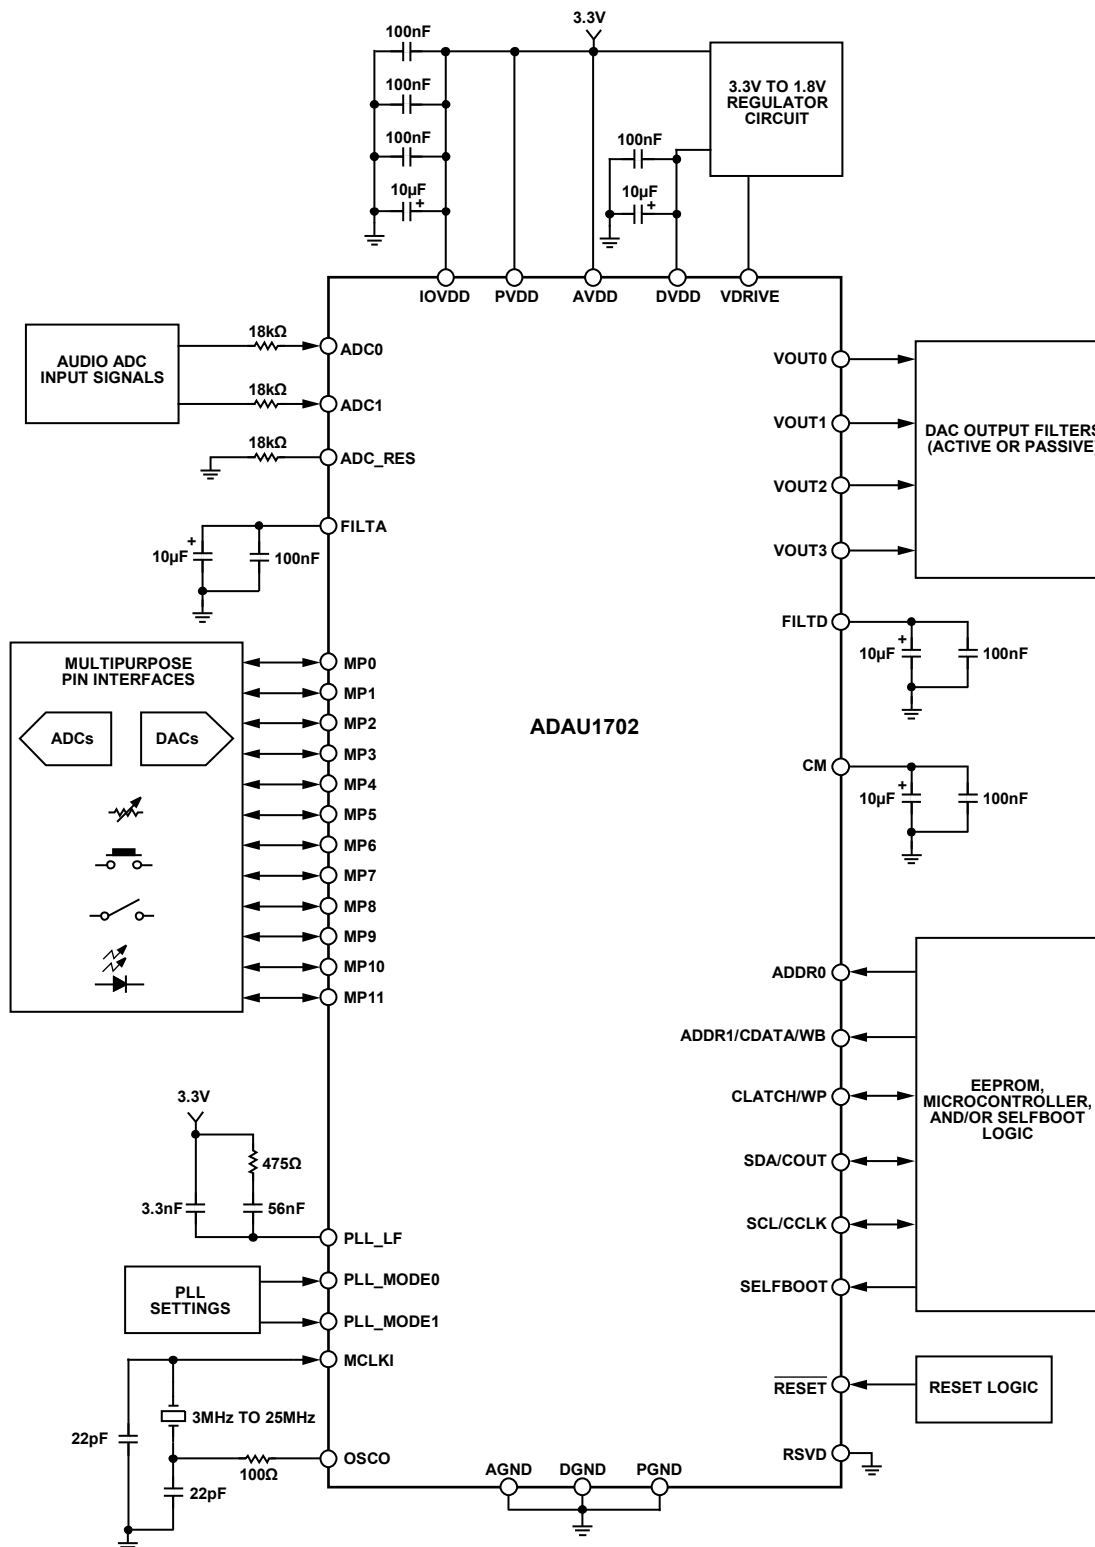 3.3V
100nF
100nF
100nF
10µF
+
3.3V TO 1.8V
REGULATOR
CIRCUIT
100nF
10µF
+
IOVDD
PVDD
AVDD
DVDD
VDRIVE
AUDIO ADC
INPUT SIGNALS
18kΩ
ADC0
18kΩ
ADC1
18kΩ
ADC_RES
FILTA
+
10µF
100nF
VOUT0
VOUT1
VOUT2
VOUT3
DAC OUTPUT FILTERS
(ACTIVE OR PASSIVE)
FILTD
+
10µF
100nF
CM
+
10µF
100nF
MULTIPURPOSE
PIN INTERFACES
ADCs
DACs
MP0
MP1
MP2
MP3
MP4
MP5
MP6
MP7
MP8
MP9
MP10
MP11
ADAU1702
ADDR0
ADDR1/CDATA/WB
CLATCH/WP
SDA/COUT
SCL/CCLK
SELFBOOT
EEPROM,
MICROCONTROLLER,
AND/OR SELFBOOT
LOGIC
3.3V
475Ω
3.3nF
56nF
PLL_LF
PLL
SETTINGS
PLL_MODE0
PLL_MODE1
MCLKI
3MHz TO 25MHz
22pF
100Ω
OSCO
22pF
RESET
RESET LOGIC
RSVD
AGND
DGND
PGND